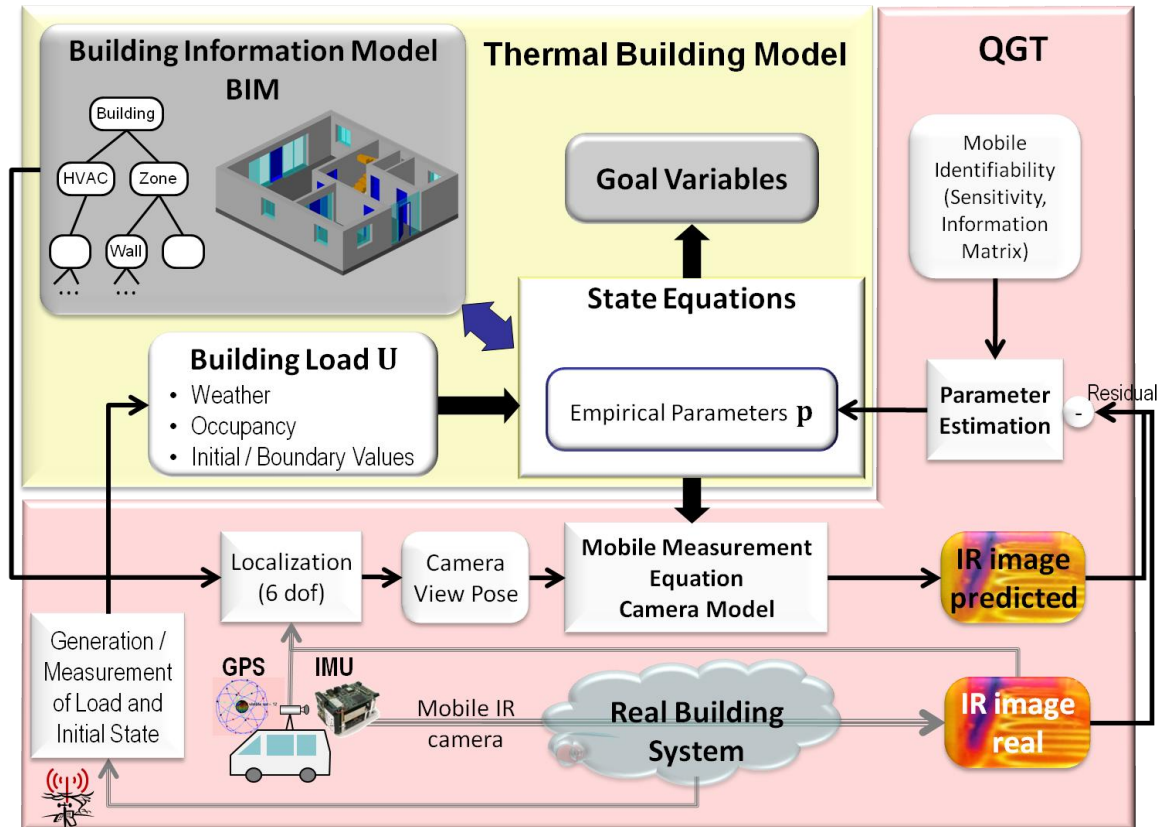 Building Information Model
BIM
Building
HVAC
Zone
Wall
...
...
Thermal Building Model
Goal Variables
State Equations
Empirical Parameters p
Building Load U
• Weather
• Occupancy
• Initial / Boundary Values
QGT
Mobile
Identifiability
(Sensitivity,
Information
Matrix)
Parameter
Estimation
-
Residual
Localization
(6 dof)
Camera
View Pose
Mobile Measurement
Equation
Camera Model
IR image
predicted
Generation /
Measurement
of Load and
Initial State
GPS
IMU
Mobile IR
camera
Real Building
System
IR image
real